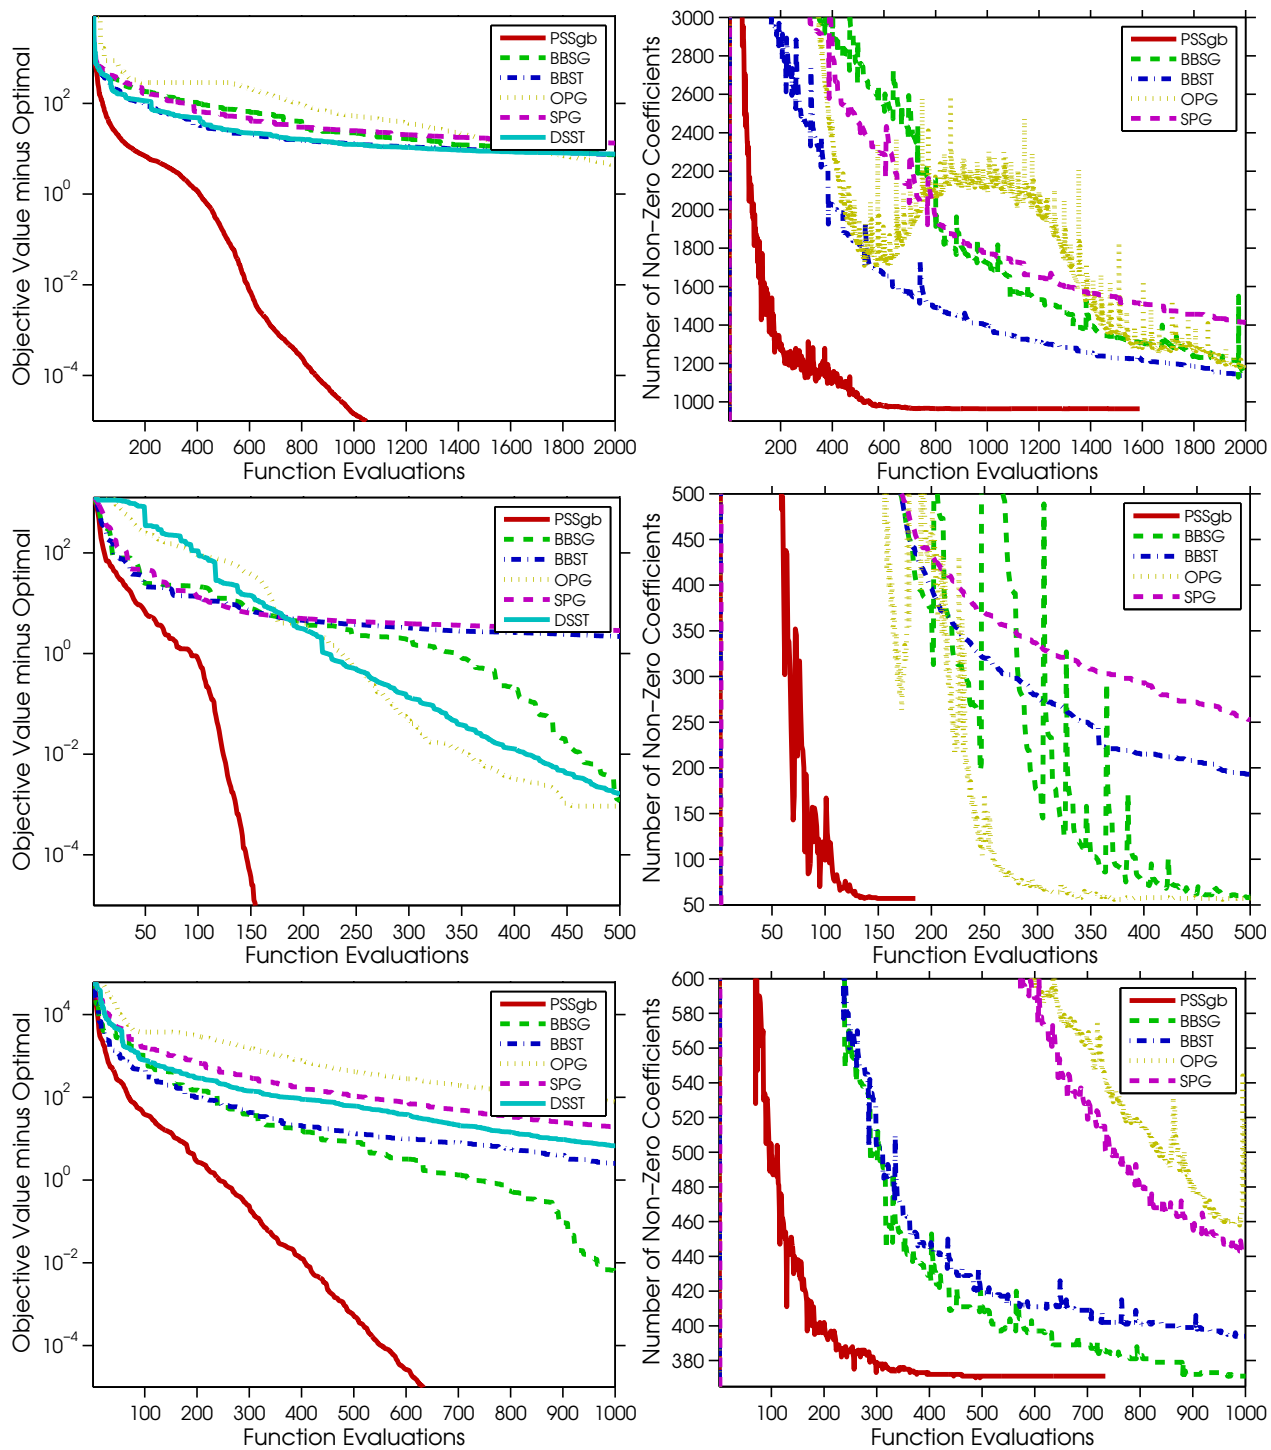 Objective Value minus Optimal
10^2
10^0
10^−2
10^−4
PSSgb
BBSG
BBST
OPG
SPG
DSST
200 400 600 800 1000 1200 1400 1600 1800 2000
Function Evaluations
Number of Non−Zero Coefficients
3000
2800
2600
2400
2200
2000
1800
1600
1400
1200
1000
PSSgb
BBSG
BBST
OPG
SPG
200 400 600 800 1000 1200 1400 1600 1800 2000
Function Evaluations
Objective Value minus Optimal
10^2
10^0
10^−2
10^−4
PSSgb
BBSG
BBST
OPG
SPG
DSST
50 100 150 200 250 300 350 400 450 500
Function Evaluations
Number of Non−Zero Coefficients
500
450
400
350
300
250
200
150
100
50
PSSgb
BBSG
BBST
OPG
SPG
50 100 150 200 250 300 350 400 450 500
Function Evaluations
Objective Value minus Optimal
10^4
10^2
10^0
10^−2
10^−4
PSSgb
BBSG
BBST
OPG
SPG
DSST
100 200 300 400 500 600 700 800 900 1000
Function Evaluations
Number of Non−Zero Coefficients
600
580
560
540
520
500
480
460
440
420
400
380
PSSgb
BBSG
BBST
OPG
SPG
100 200 300 400 500 600 700 800 900 1000
Function Evaluations